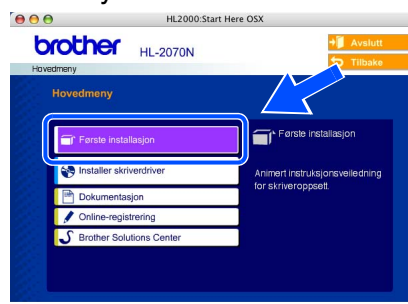 HL2000:Start Here OSX
brother HL-2070N
Avslutt
Tilbake
Hovedmeny
Hovedmeny
Første installasjon
Installer skriverdriver
Dokumentasjon
Online-registrering
Brother Solutions Center
Første installasjon
Animert instruksjonsveiledning
for skriveroppsett.